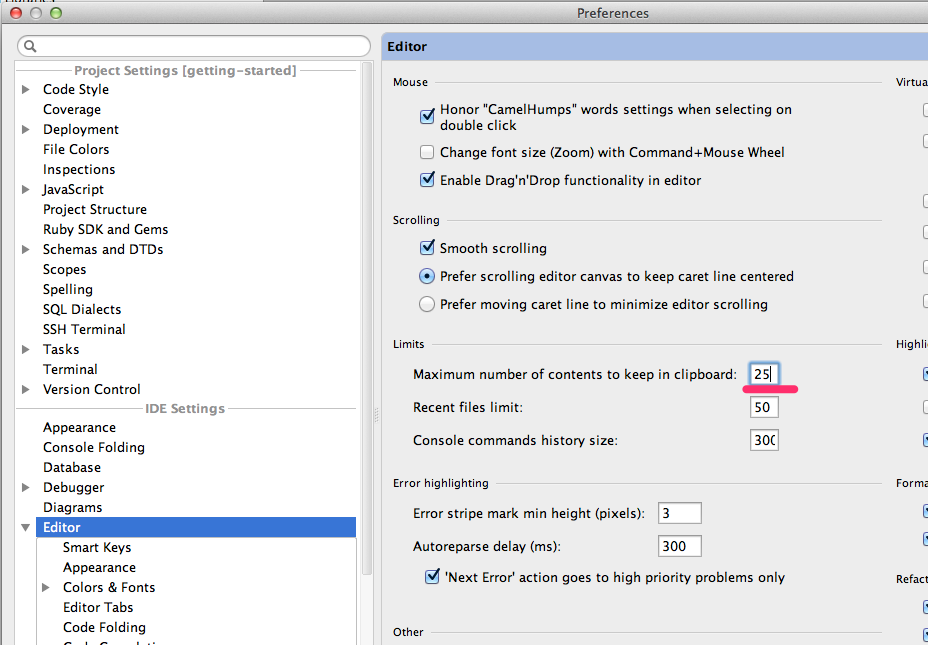 Preferences
Project Settings [getting-started]
Code Style
Coverage
Deployment
File Colors
Inspections
JavaScript
Project Structure
Ruby SDK and Gems
Schemas and DTDs
Scopes
Spelling
SQL Dialects
SSH Terminal
Tasks
Terminal
Version Control
IDE Settings
Appearance
Console Folding
Database
Debugger
Diagrams
Editor
Smart Keys
Appearance
Colors & Fonts
Editor Tabs
Code Folding
Editor
Mouse
Honor "CamelHumps" words settings when selecting on
double click
Change font size (Zoom) with Command+Mouse Wheel
Enable Drag'n'Drop functionality in editor
Scrolling
Smooth scrolling
Prefer scrolling editor canvas to keep caret line centered
Prefer moving caret line to minimize editor scrolling
Limits
Maximum number of contents to keep in clipboard: 25
Recent files limit: 50
Console commands history size: 300
Error highlighting
Error stripe mark min height (pixels): 3
Autoreparse delay (ms): 300
'Next Error' action goes to high priority problems only
Other
Virtua
Highli
Forma
Refact